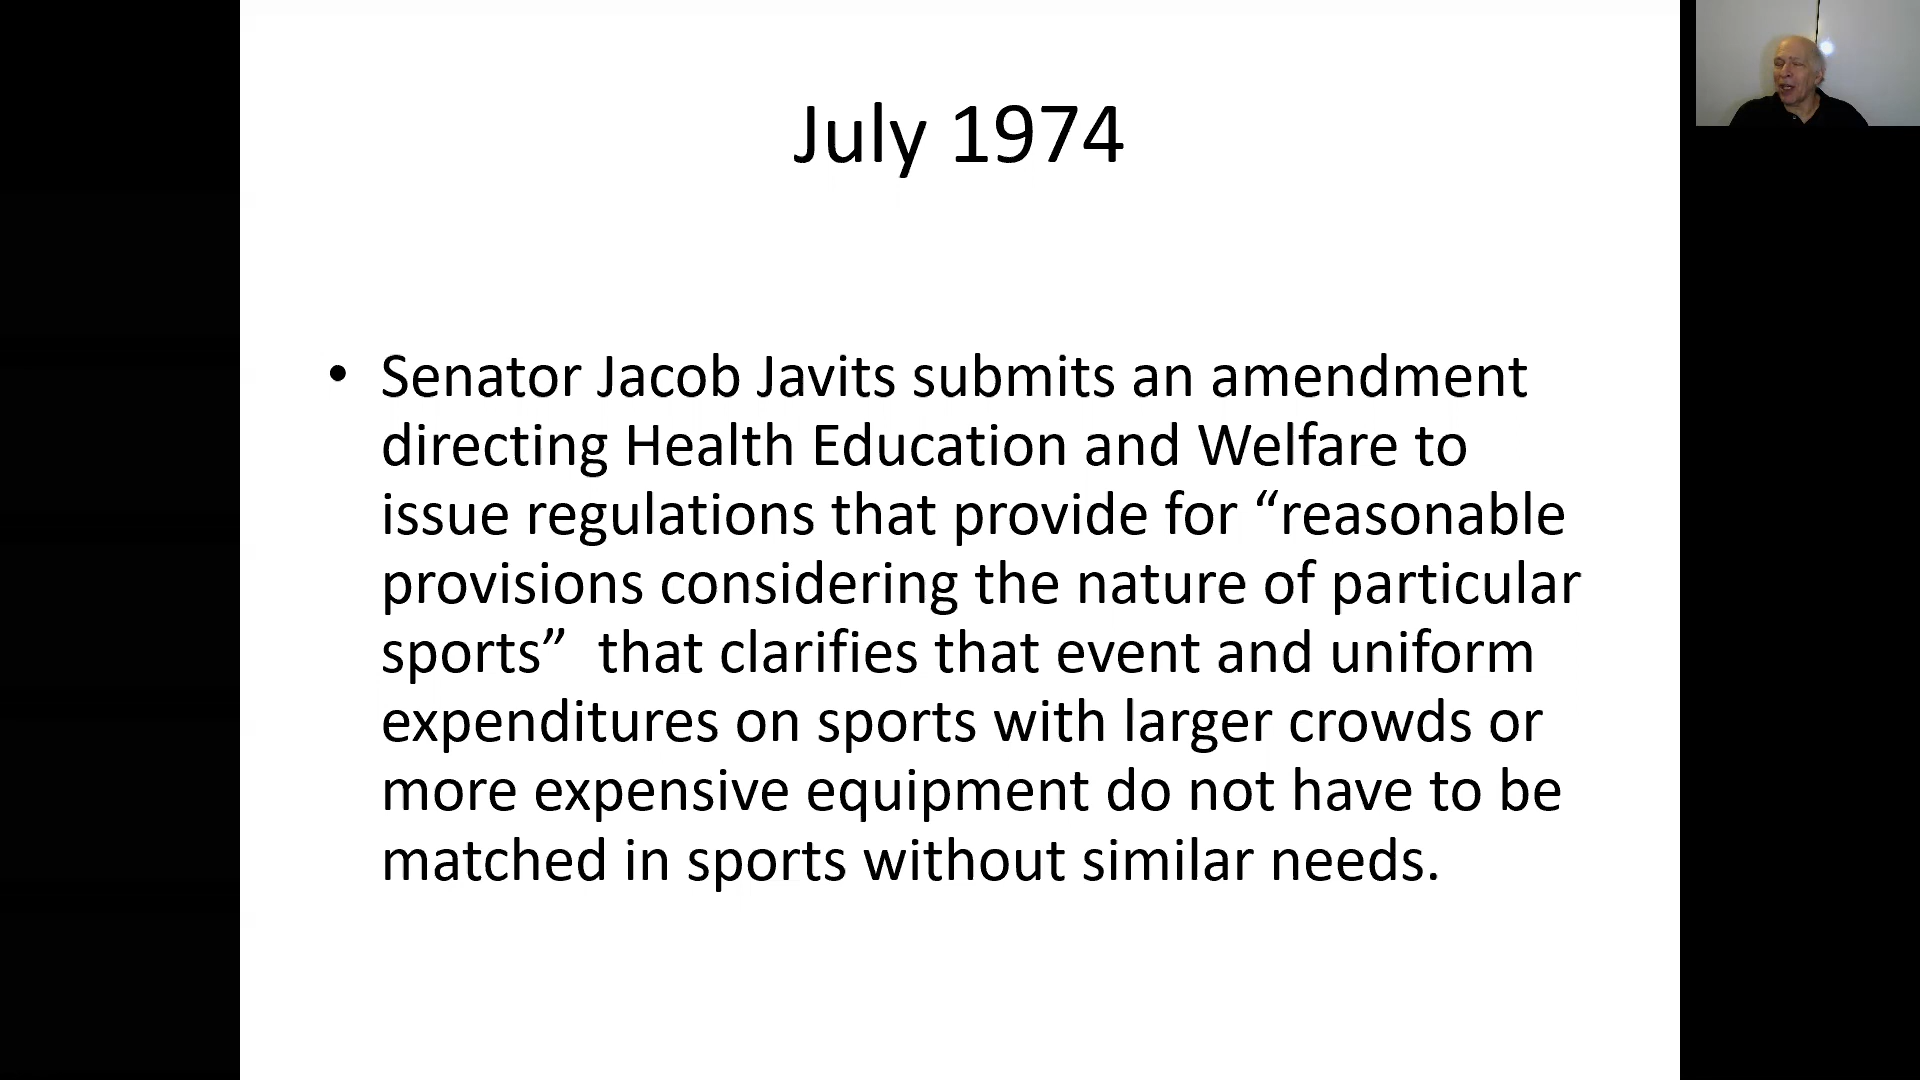 July 1974
• Senator Jacob Javits submits an amendment
directing Health Education and Welfare to
issue regulations that provide for “reasonable
provisions considering the nature of particular
sports”  that clarifies that event and uniform
expenditures on sports with larger crowds or
more expensive equipment do not have to be
matched in sports without similar needs.